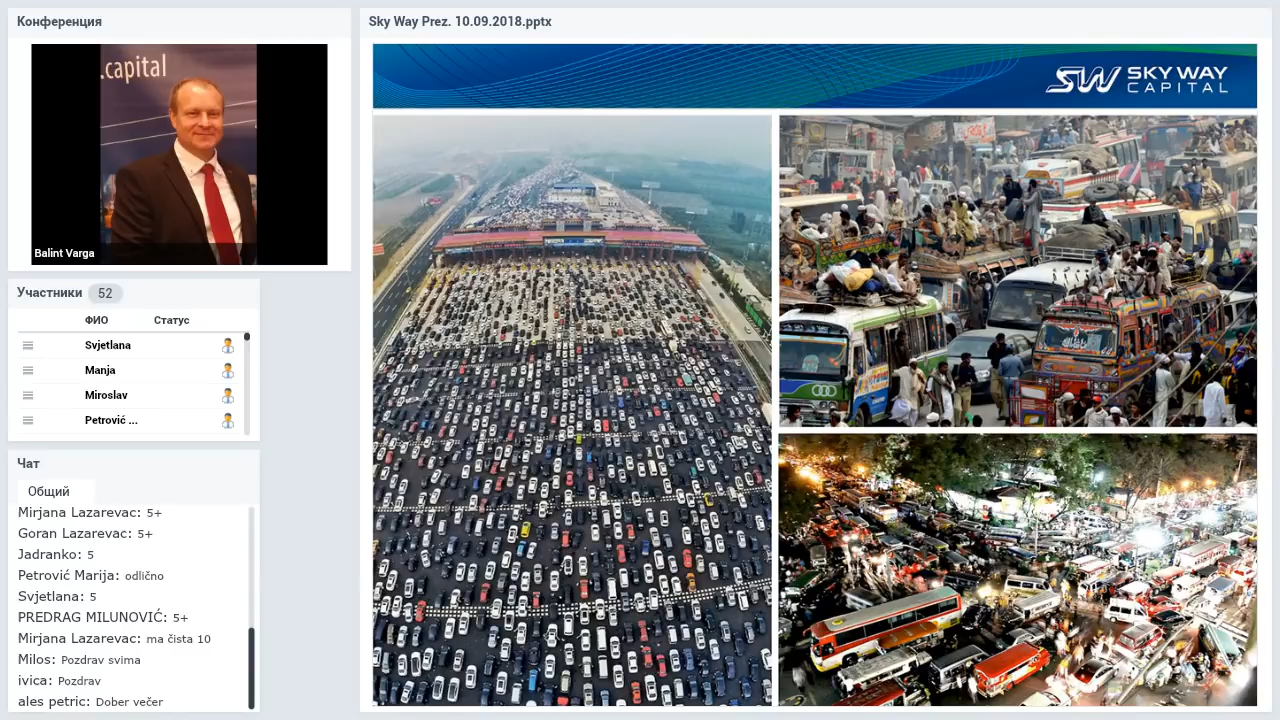 Конференция
.capital
Balint Varga
Участники 52
ФИО Статус
Svjetlana
Manja
Miroslav
Petrović ...
Чат
Общий
Mirjana Lazarevac: 5+
Goran Lazarevac: 5+
Jadranko: 5
Petrović Marija: odlično
Svjetlana: 5
PREDRAG MILUNOVIĆ: 5+
Mirjana Lazarevac: ma čista 10
Milos: Pozdrav svima
ivica: Pozdrav
ales petric: Dober večer
Sky Way Prez. 10.09.2018.pptx
SW SKY WAY
CAPITAL